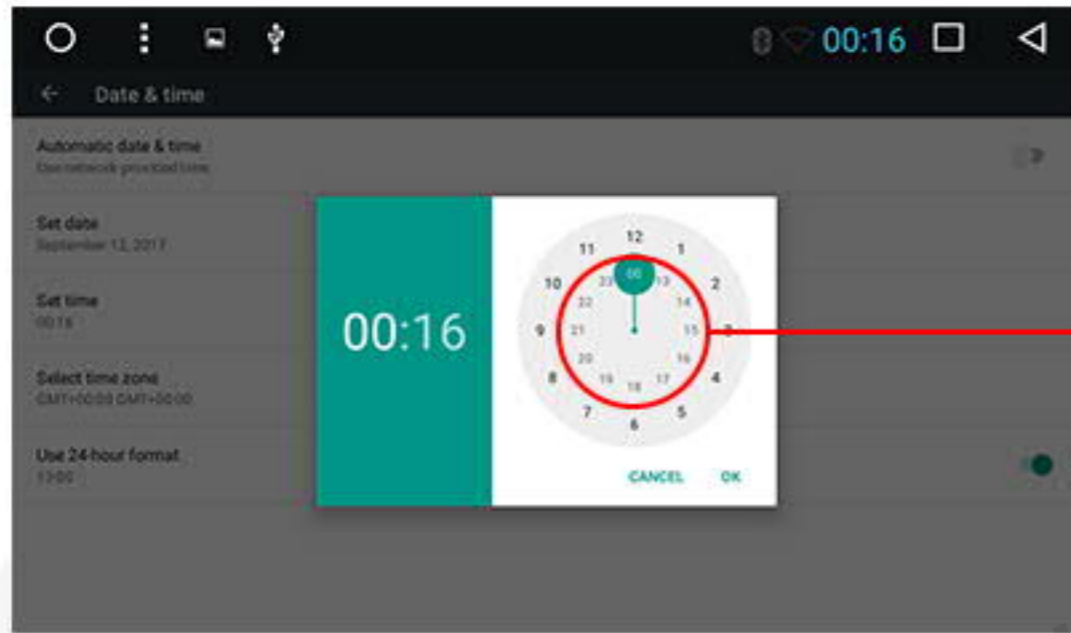 00:16
Date & time
Automatic date & time
Use network-provided time
Set date
September 12, 2017
Set time
00:16
Select time zone
GMT+00:00 GMT+00:00
Use 24-hour format
13:00
00:16
12
11 1
00
23 13
10 2
22 14
9 21 15 3
20 16
8 4
19 17
18
7 5
6
CANCEL OK